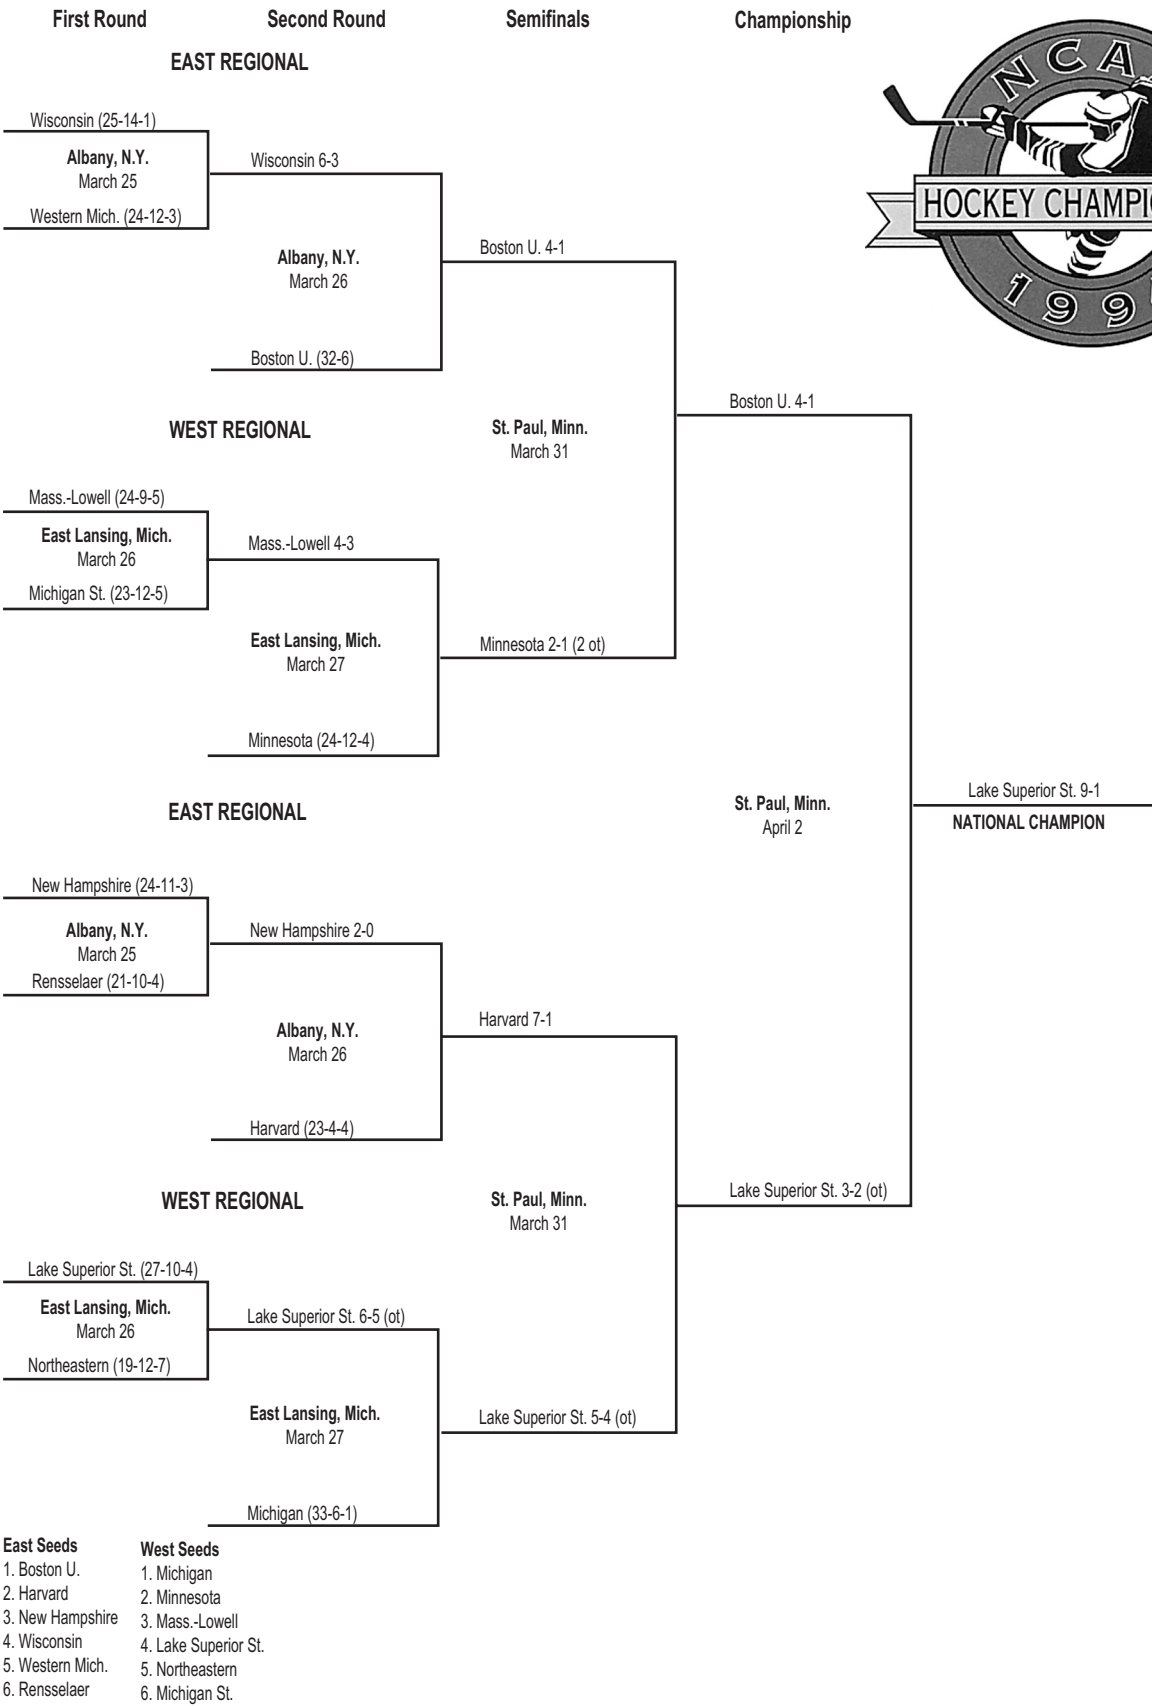 First Round Second Round Semifinals Championship
EAST REGIONAL
Wisconsin (25-14-1)
Albany, N.Y.
March 25
Western Mich. (24-12-3)
Wisconsin 6-3
Albany, N.Y.
March 26
Boston U. (32-6)
Boston U. 4-1
WEST REGIONAL
Mass.-Lowell (24-9-5)
East Lansing, Mich.
March 26
Michigan St. (23-12-5)
Mass.-Lowell 4-3
East Lansing, Mich.
March 27
Minnesota (24-12-4)
Minnesota 2-1 (2 ot)
St. Paul, Minn.
March 31
Boston U. 4-1
EAST REGIONAL
New Hampshire (24-11-3)
Albany, N.Y.
March 25
Rensselaer (21-10-4)
New Hampshire 2-0
Albany, N.Y.
March 26
Harvard (23-4-4)
Harvard 7-1
WEST REGIONAL
Lake Superior St. (27-10-4)
East Lansing, Mich.
March 26
Northeastern (19-12-7)
Lake Superior St. 6-5 (ot)
East Lansing, Mich.
March 27
Michigan (33-6-1)
Lake Superior St. 5-4 (ot)
St. Paul, Minn.
March 31
Lake Superior St. 3-2 (ot)
St. Paul, Minn.
April 2
Lake Superior St. 9-1
NATIONAL CHAMPION
NCA
HOCKEY CHAMPI
199
East Seeds
1. Boston U.
2. Harvard
3. New Hampshire
4. Wisconsin
5. Western Mich.
6. Rensselaer
West Seeds
1. Michigan
2. Minnesota
3. Mass.-Lowell
4. Lake Superior St.
5. Northeastern
6. Michigan St.